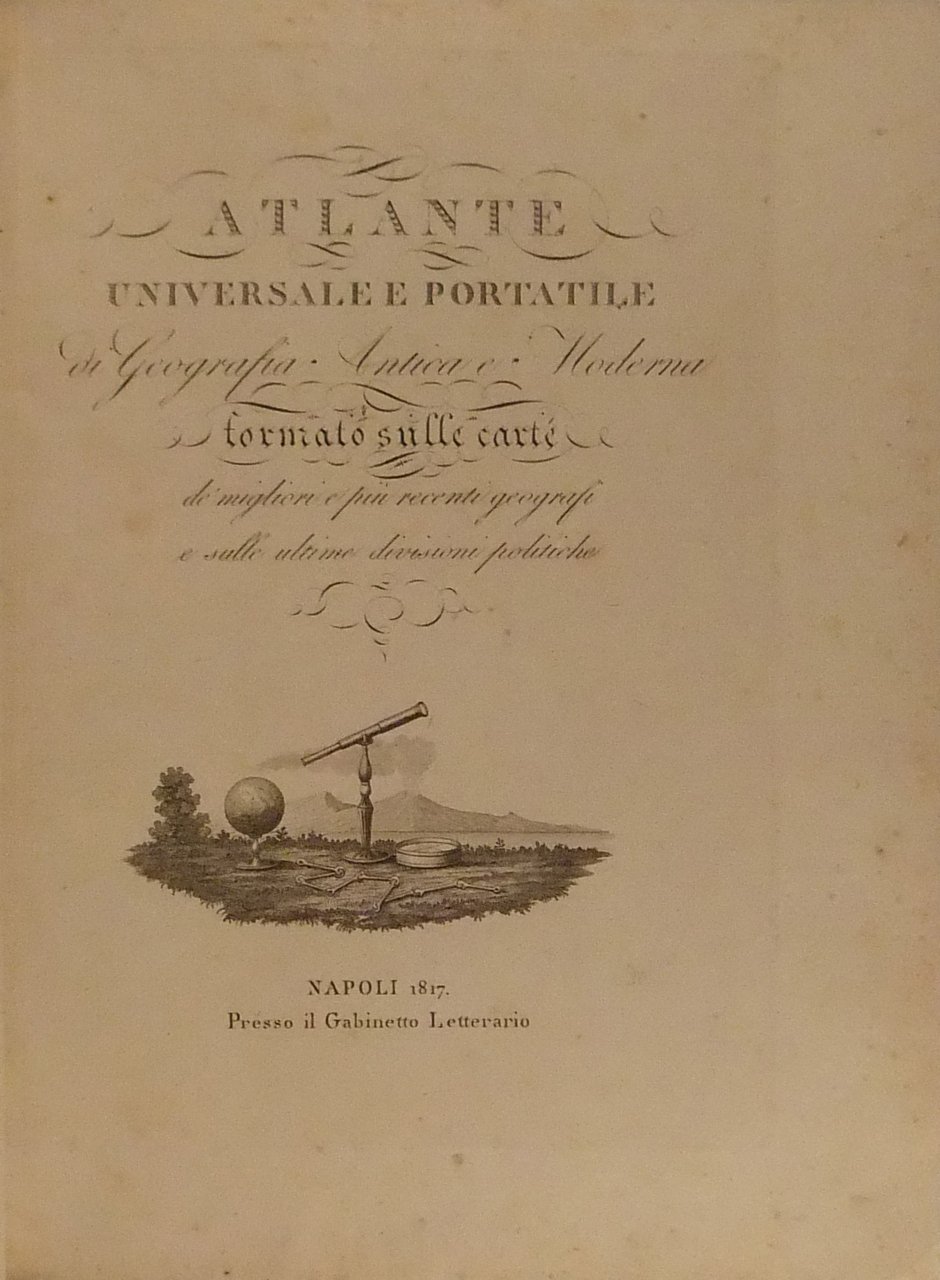 ATLANTE
UNIVERSALE E PORTATILE
di Geografia Antica e Moderna
formato sulle carte
de' migliori e più recenti geografi
e sulle ultime divisioni politiche
NAPOLI 1817.
Presso il Gabinetto Letterario